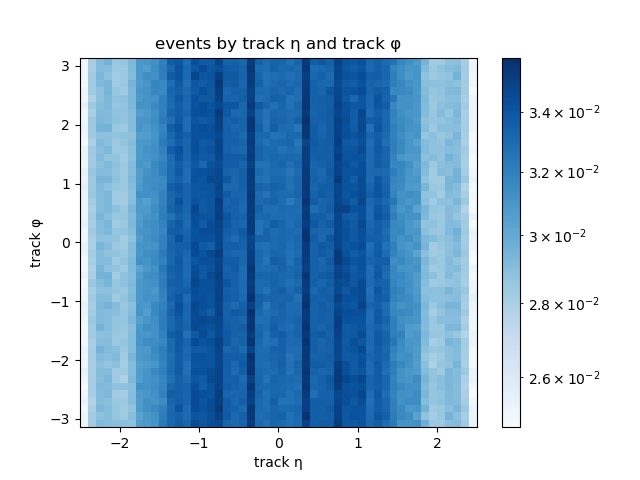 events by track η and track φ
3
2
1
0
−1
−2
−3
track φ
−2
−1
0
1
2
track η
3.4 × 10⁻²
3.2 × 10⁻²
3 × 10⁻²
2.8 × 10⁻²
2.6 × 10⁻²